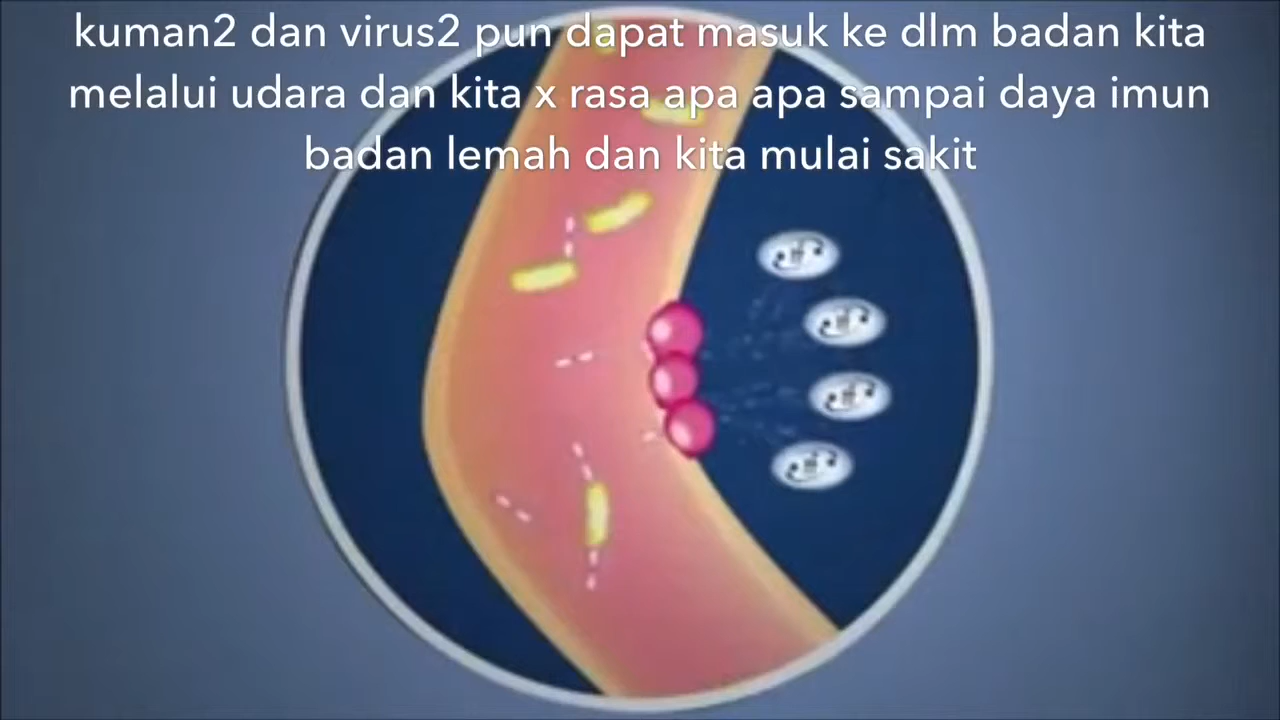 kuman2 dan virus2 pun dapat masuk ke dlm badan kita
melalui udara dan kita x rasa apa apa sampai daya imun
badan lemah dan kita mulai sakit